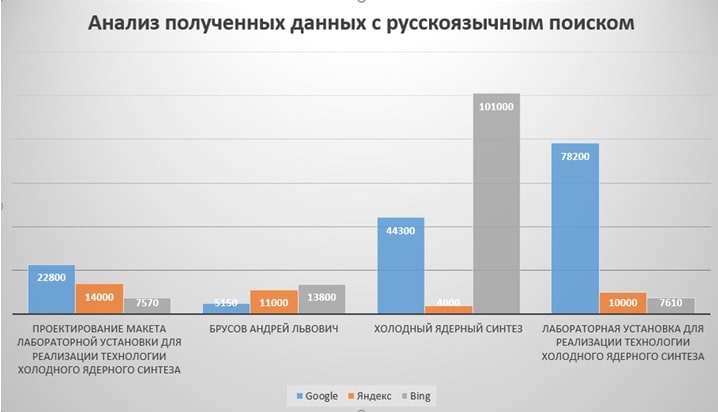 Анализ полученных данных с русскоязычным поиском
22800
14000
7570
5150
11000
13800
44300
4000
101000
78200
10000
7610
ПРОЕКТИРОВАНИЕ МАКЕТА
ЛАБОРАТОРНОЙ УСТАНОВКИ ДЛЯ
РЕАЛИЗАЦИИ ТЕХНОЛОГИИ
ХОЛОДНОГО ЯДЕРНОГО СИНТЕЗА
БРУСОВ АНДРЕЙ ЛЬВОВИЧ
ХОЛОДНЫЙ ЯДЕРНЫЙ СИНТЕЗ
ЛАБОРАТОРНАЯ УСТАНОВКА ДЛЯ
РЕАЛИЗАЦИИ ТЕХНОЛОГИИ
ХОЛОДНОГО ЯДЕРНОГО СИНТЕЗА
Google Яндекс Bing